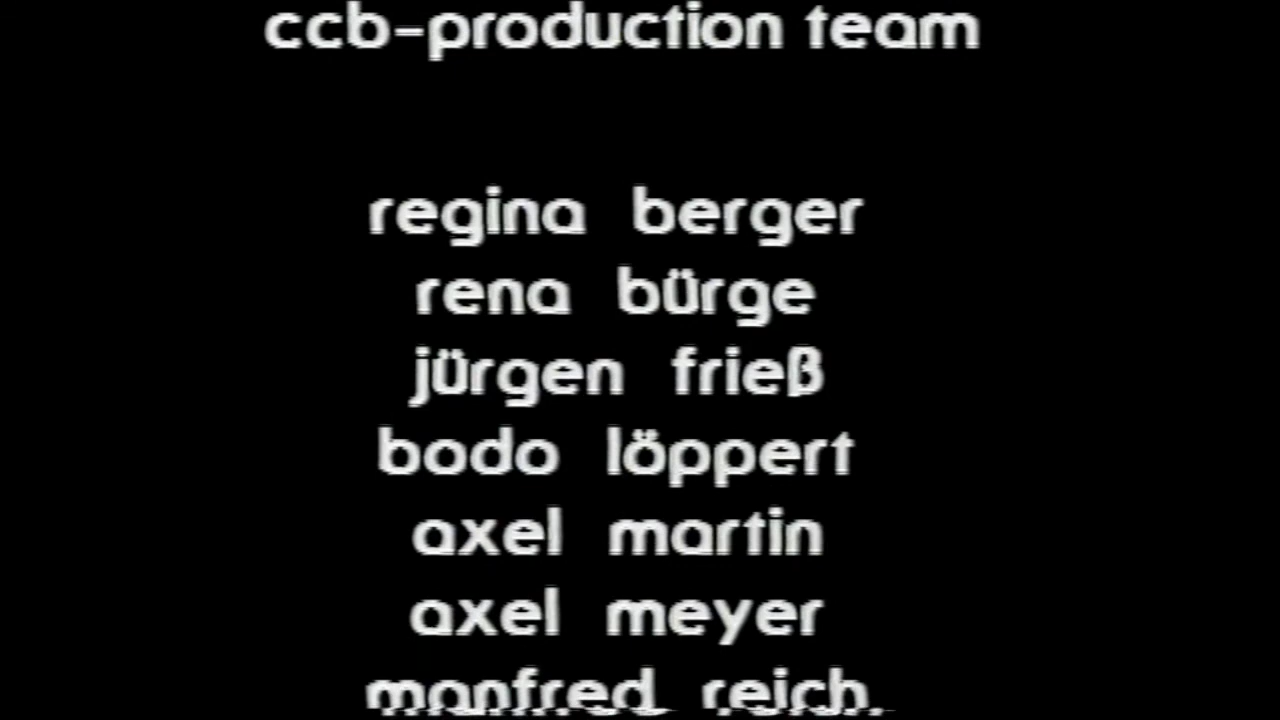 ccb-production team
regina berger
rena bürge
jürgen frieß
bodo löppert
axel martin
axel meyer
manfred reich